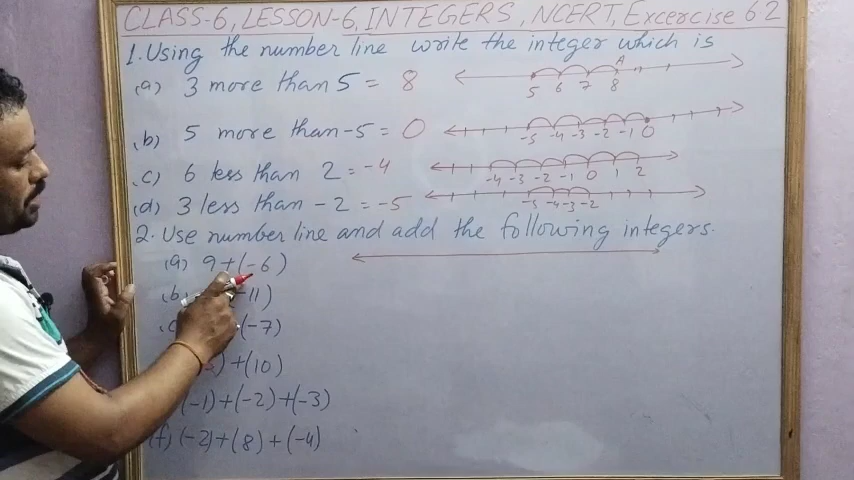 CLASS-6, LESSON-6, INTEGERS, NCERT, Excercise 6 2
1. Using the number line write the integer which is
(a) 3 more than 5 = 8
5 6 7 8 A
(b) 5 more than -5 = 0
-5 -4 -3 -2 -1 0
(c) 6 less than 2 = -4
-4 -3 -2 -1 0 1 2
(d) 3 less than -2 = -5
-5 -4 -3 -2
2. Use number line and add the following integers.
(a) 9+(-6)
(b) -11)
(c) (-7)
) +(10)
(-1)+(-2)+(-3)
(f) (-2)+(8)+(-4)